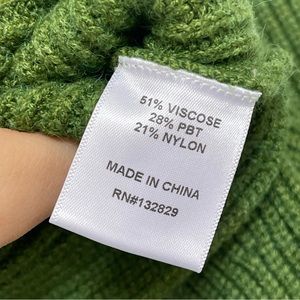 51% VISCOSE
28% PBT
21% NYLON
MADE IN CHINA
RN#132829